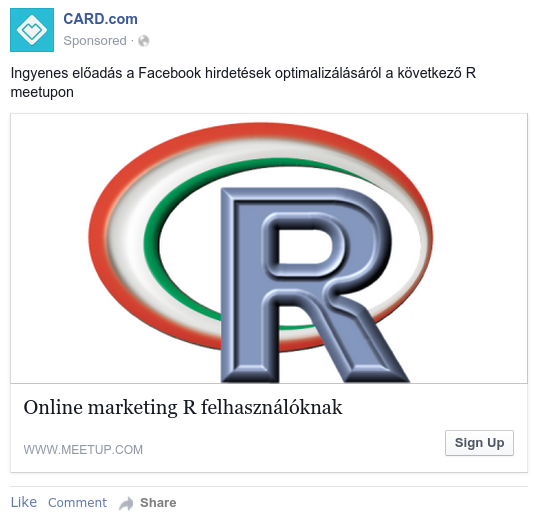 CARD.com
Sponsored ·
Ingyenes előadás a Facebook hirdetések optimalizálásáról a következő R
meetupon
R
Online marketing R felhasználóknak
WWW.MEETUP.COM
Sign Up
Like Comment Share